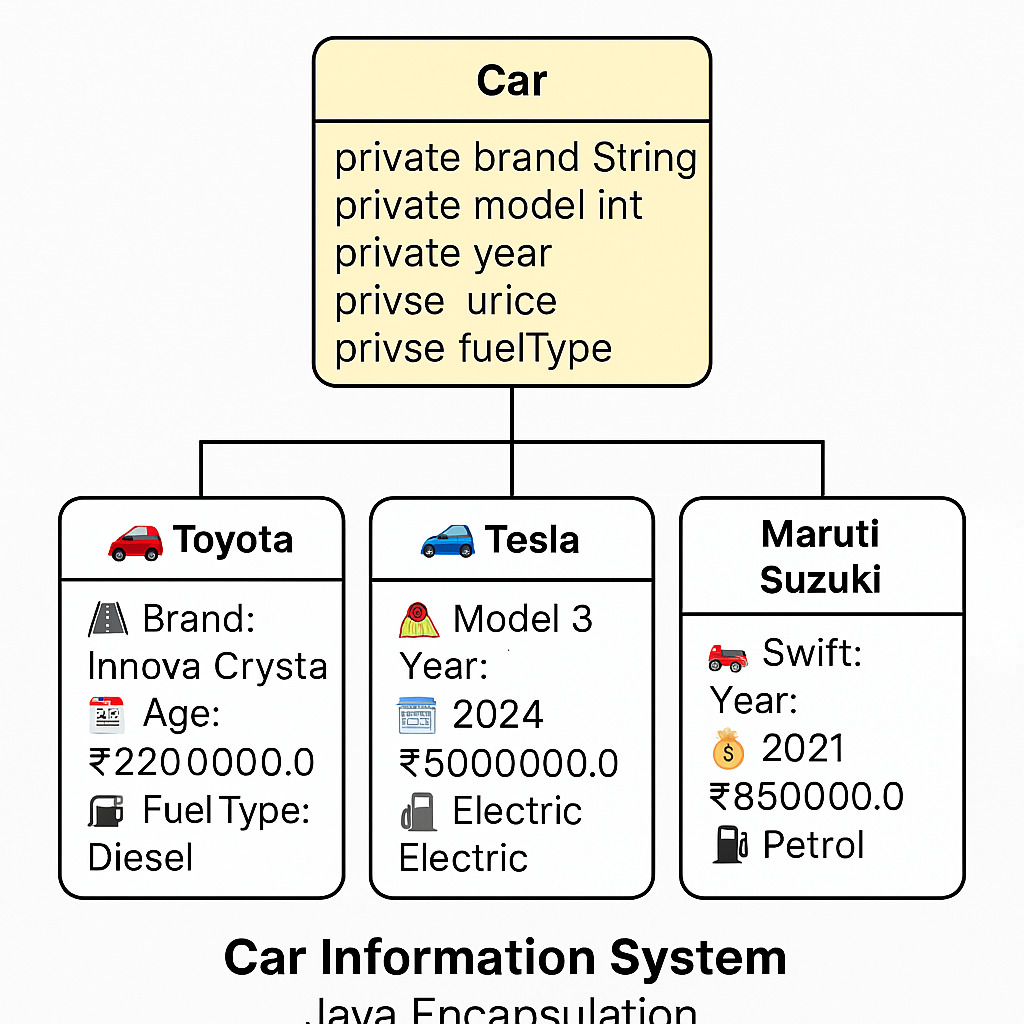 Car
private brand String
private model int
private year
privse urice
privse fuelType
Toyota
Brand:
Innova Crysta
Age:
₹2200000.0
Fuel Type:
Diesel
Tesla
Model 3
Year:
2024
₹5000000.0
Electric
Electric
Maruti
Suzuki
Swift:
Year:
$ 2021
₹850000.0
Petrol
Car Information System
Java Encapsulation